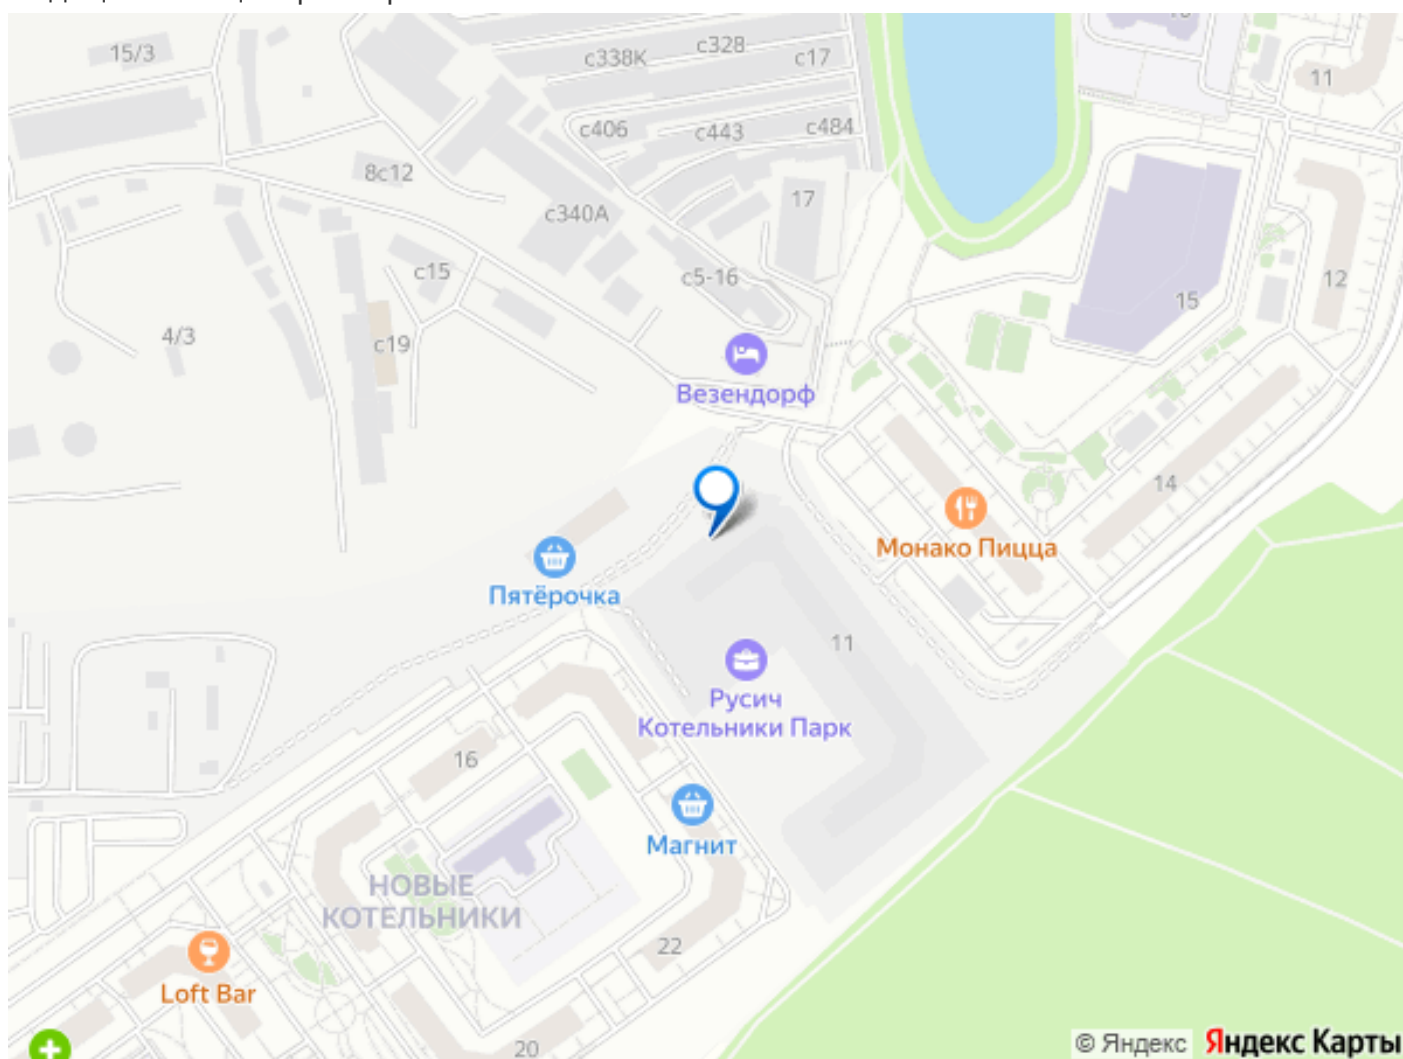 15/3
с338К
с328
с17
11
с406
с443
с484
8с12
17
с340А
с15
с5-16
12
15
4/3
с19
Везендорф
14
Монако Пицца
Пятёрочка
11
Русич
Котельники Парк
16
Магнит
НОВЫЕ
КОТЕЛЬНИКИ
22
Loft Bar
20
© Яндекс Яндекс Карты